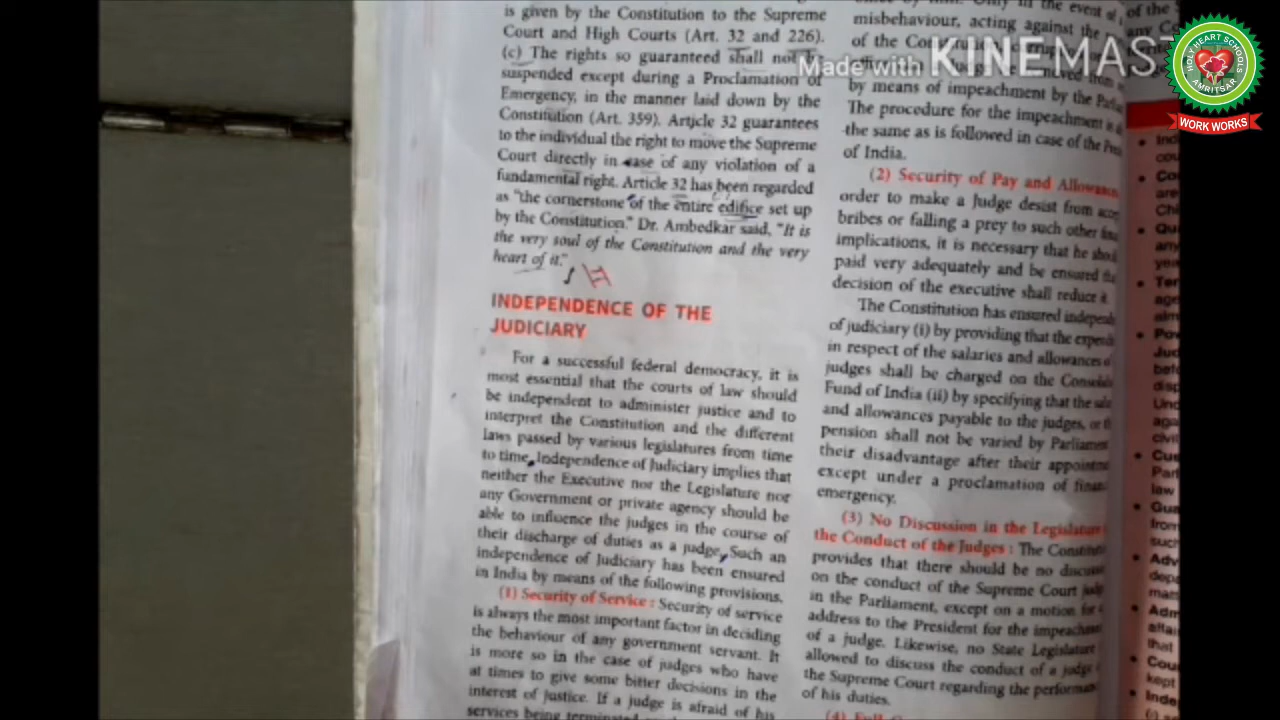 is given by the Constitution to the Supreme
Court and High Courts (Art. 32 and 226).
(c) The rights so guaranteed shall not be
suspended except during a Proclamation of
Emergency, in the manner laid down by the
Constitution (Art. 359). Article 32 guarantees
to the individual the right to move the Supreme
Court directly in case of any violation of a
fundamental right. Article 32 has been regarded
as "the cornerstone of the entire edifice set up
by the Constitution." Dr. Ambedkar said, "It is
the very soul of the Constitution and the very
heart of it."
INDEPENDENCE OF THE
JUDICIARY
For a successful federal democracy, it is
most essential that the courts of law should
be independent to administer justice and to
interpret the Constitution and the different
laws passed by various legislatures from time
to time. Independence of Judiciary implies that
neither the Executive nor the Legislature nor
any Government or private agency should be
able to influence the judges in the course of
their discharge of duties as a judge. Such an
independence of Judiciary has been ensured
in India by means of the following provisions.
(1) Security of Service : Security of service
is always the most important factor in deciding
the behaviour of any government servant. It
is more so in the case of judges who have
at times to give some bitter decisions in the
interest of justice. If a judge is afraid of his
services being terminated
in the event of
misbehaviour, acting against the
of the
by means of impeachment by the
The procedure for the impeachment is
the same as is followed in case of the
of India.
(2) Security of Pay and
order to make a Judge desist from
bribes or falling a prey to such other
implications, it is necessary that he
paid very adequately and be ensured
decision of the executive shall reduce it.
The Constitution has ensured
of judiciary (i) by providing that the
in respect of the salaries and allowances
judges shall be charged on the
Fund of India (ii) by specifying that the
and allowances payable to the judges, or
pension shall not be varied by
their disadvantage after their
except under a proclamation of
emergency.
(3) No Discussion in the Legislature
the Conduct of the Judges : The
provides that there should be no
on the conduct of the Supreme Court
in the Parliament, except on a motion for
address to the President for the
of a judge. Likewise, no State Legislature
allowed to discuss the conduct of a judge
the Supreme Court regarding the
of his duties.
Made with KINEMAST
HOLY HEART SCHOOLS
AMRITSAR
WORK WORKS